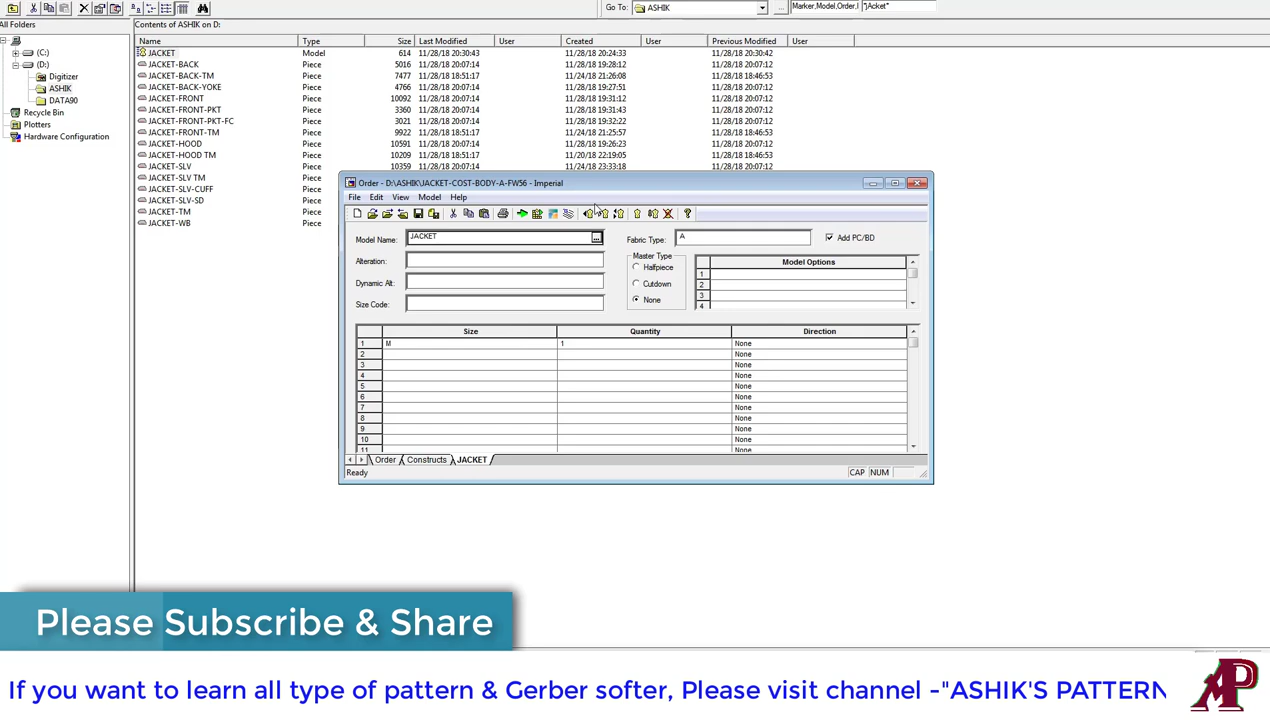 Go To:
ASHIK
...
Marker,Model,Order,I
"jAcket"
All Folders
Contents of ASHIK on D:
Name Type Size Last Modified User Created User Previous Modified User
(C:)
(D:)
Digitizer
ASHIK
DATA90
Recycle Bin
Plotters
Hardware Configuration
JACKET Model 614 11/28/18 20:30:43 11/28/18 20:24:33 11/28/18 20:30:42
JACKET-BACK Piece 5016 11/28/18 20:07:14 11/28/18 19:28:12 11/28/18 20:07:12
JACKET-BACK-TM Piece 7477 11/28/18 18:51:17 11/24/18 21:26:08 11/28/18 18:46:53
JACKET-BACK-YOKE Piece 4766 11/28/18 20:07:14 11/28/18 19:27:51 11/28/18 20:07:12
JACKET-FRONT Piece 10092 11/28/18 20:07:14 11/28/18 19:31:12 11/28/18 20:07:12
JACKET-FRONT-PKT Piece 3360 11/28/18 20:07:14 11/28/18 19:31:43 11/28/18 20:07:12
JACKET-FRONT-PKT-FC Piece 3021 11/28/18 20:07:14 11/28/18 19:32:22 11/28/18 20:07:12
JACKET-FRONT-TM Piece 9922 11/28/18 18:51:17 11/24/18 21:25:57 11/28/18 18:46:53
JACKET-HOOD Piece 10591 11/28/18 20:07:14 11/28/18 19:26:23 11/28/18 20:07:12
JACKET-HOOD TM Piece 10209 11/28/18 18:51:17 11/20/18 22:19:05 11/28/18 18:46:53
JACKET-SLV Piece 10359 11/28/18 20:07:14 11/24/18 23:33:18 11/28/18 20:07:12
JACKET-SLV TM Piece
JACKET-SLV-CUFF Piece
JACKET-SLV-SD Piece
JACKET-TM Piece
JACKET-WB Piece
Order - D:\ASHIK\JACKET-COST-BODY-A-FW56 - Imperial
File Edit View Model Help
Model Name: JACKET ...
Fabric Type: A
Add PC/BD
Alteration:
Dynamic Alt:
Size Code:
Master Type
Halfpiece
Cutdown
None
Model Options
1
2
3
4
Size Quantity Direction
1 M 1 None
2 None
3 None
4 None
5 None
6 None
7 None
8 None
9 None
10 None
11
Order Constructs JACKET
Ready CAP NUM
Please Subscribe & Share
If you want to learn all type of pattern & Gerber softer, Please visit channel -"ASHIK'S PATTERN
AP